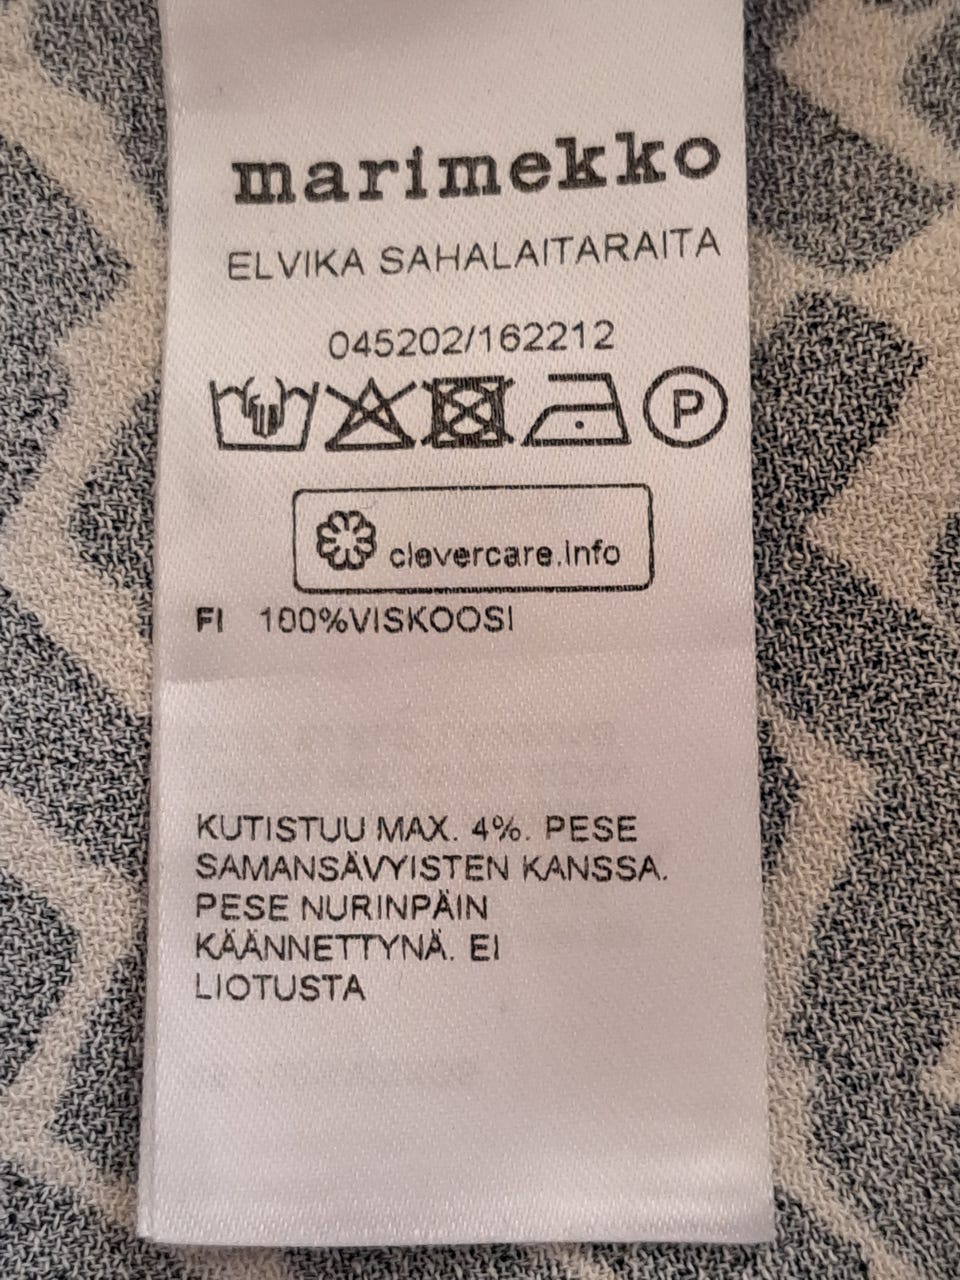 marimekko
ELVIKA SAHALAITARAITA
045202/162212
P
clevercare.info
FI 100%VISKOOSI
KUTISTUU MAX. 4%. PESE
SAMANSÄVYISTEN KANSSA.
PESE NURINPÄIN
KÄÄNNETTYNÄ. EI
LIOTUSTA